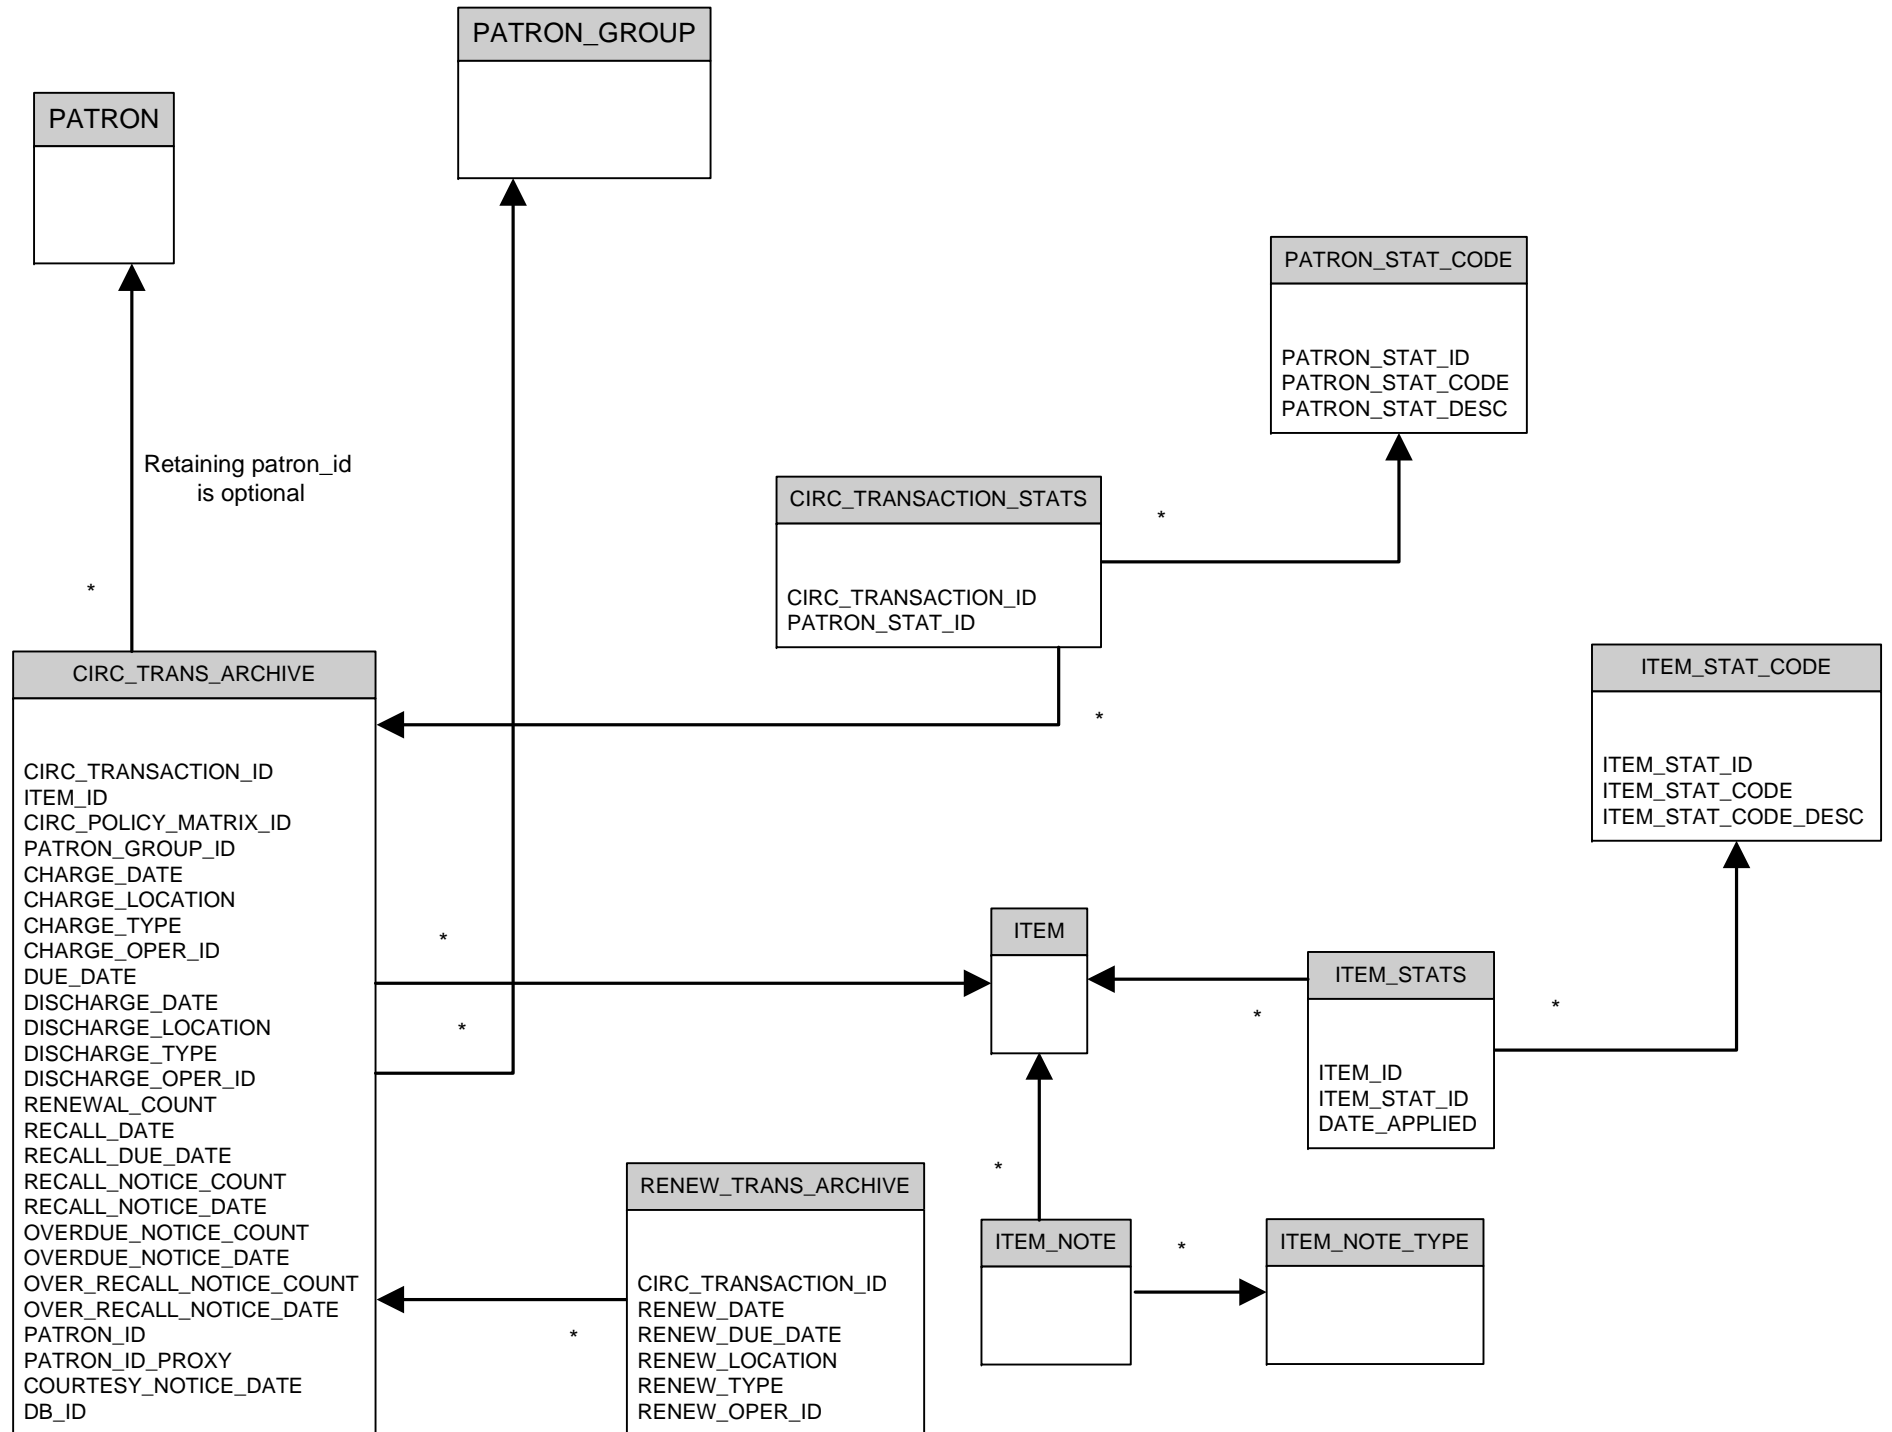 PATRON_GROUP
PATRON
Retaining patron_id
is optional
*
PATRON_STAT_CODE
PATRON_STAT_ID
PATRON_STAT_CODE
PATRON_STAT_DESC
CIRC_TRANSACTION_STATS
*
CIRC_TRANSACTION_ID
PATRON_STAT_ID
*
CIRC_TRANS_ARCHIVE
CIRC_TRANSACTION_ID
ITEM_ID
CIRC_POLICY_MATRIX_ID
PATRON_GROUP_ID
CHARGE_DATE
CHARGE_LOCATION
CHARGE_TYPE
CHARGE_OPER_ID
DUE_DATE
DISCHARGE_DATE
DISCHARGE_LOCATION
DISCHARGE_TYPE
DISCHARGE_OPER_ID
RENEWAL_COUNT
RECALL_DATE
RECALL_DUE_DATE
RECALL_NOTICE_COUNT
RECALL_NOTICE_DATE
OVERDUE_NOTICE_COUNT
OVERDUE_NOTICE_DATE
OVER_RECALL_NOTICE_COUNT
OVER_RECALL_NOTICE_DATE
PATRON_ID
PATRON_ID_PROXY
COURTESY_NOTICE_DATE
DB_ID
*
*
ITEM_STAT_CODE
ITEM_STAT_ID
ITEM_STAT_CODE
ITEM_STAT_CODE_DESC
ITEM
ITEM_STATS
*
*
ITEM_ID
ITEM_STAT_ID
DATE_APPLIED
RENEW_TRANS_ARCHIVE
CIRC_TRANSACTION_ID
RENEW_DATE
RENEW_DUE_DATE
RENEW_LOCATION
RENEW_TYPE
RENEW_OPER_ID
*
*
ITEM_NOTE
*
ITEM_NOTE_TYPE